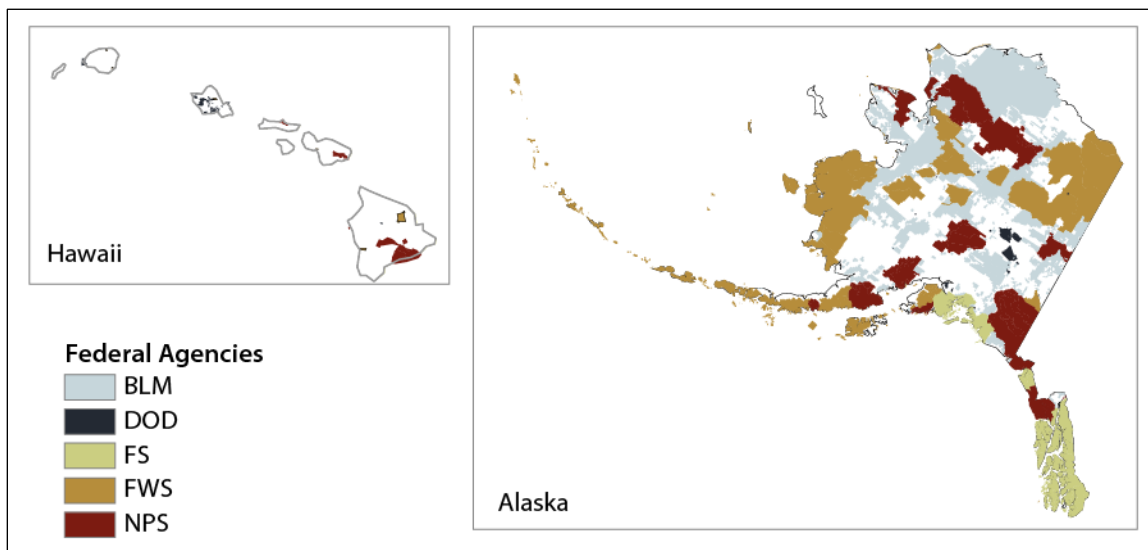 Hawaii
Federal Agencies
BLM
DOD
FS
FWS
NPS
Alaska